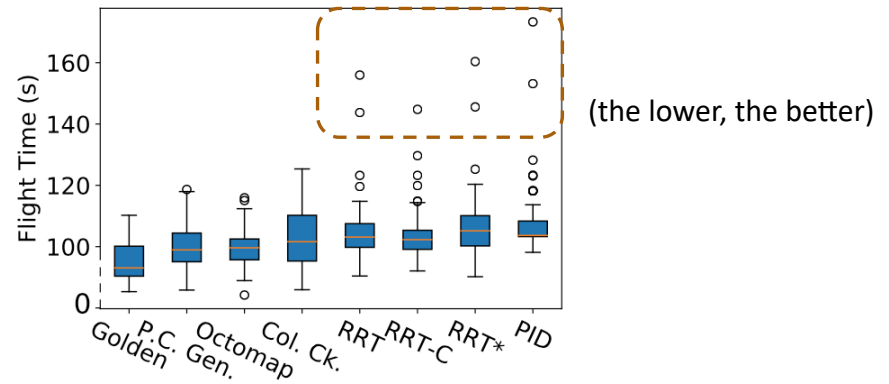 Flight Time (s)
160
140
120
100
0
Golden
P.C. Gen.
Octomap
Col. Ck.
RRT
RRT-C
RRT*
PID
(the lower, the better)